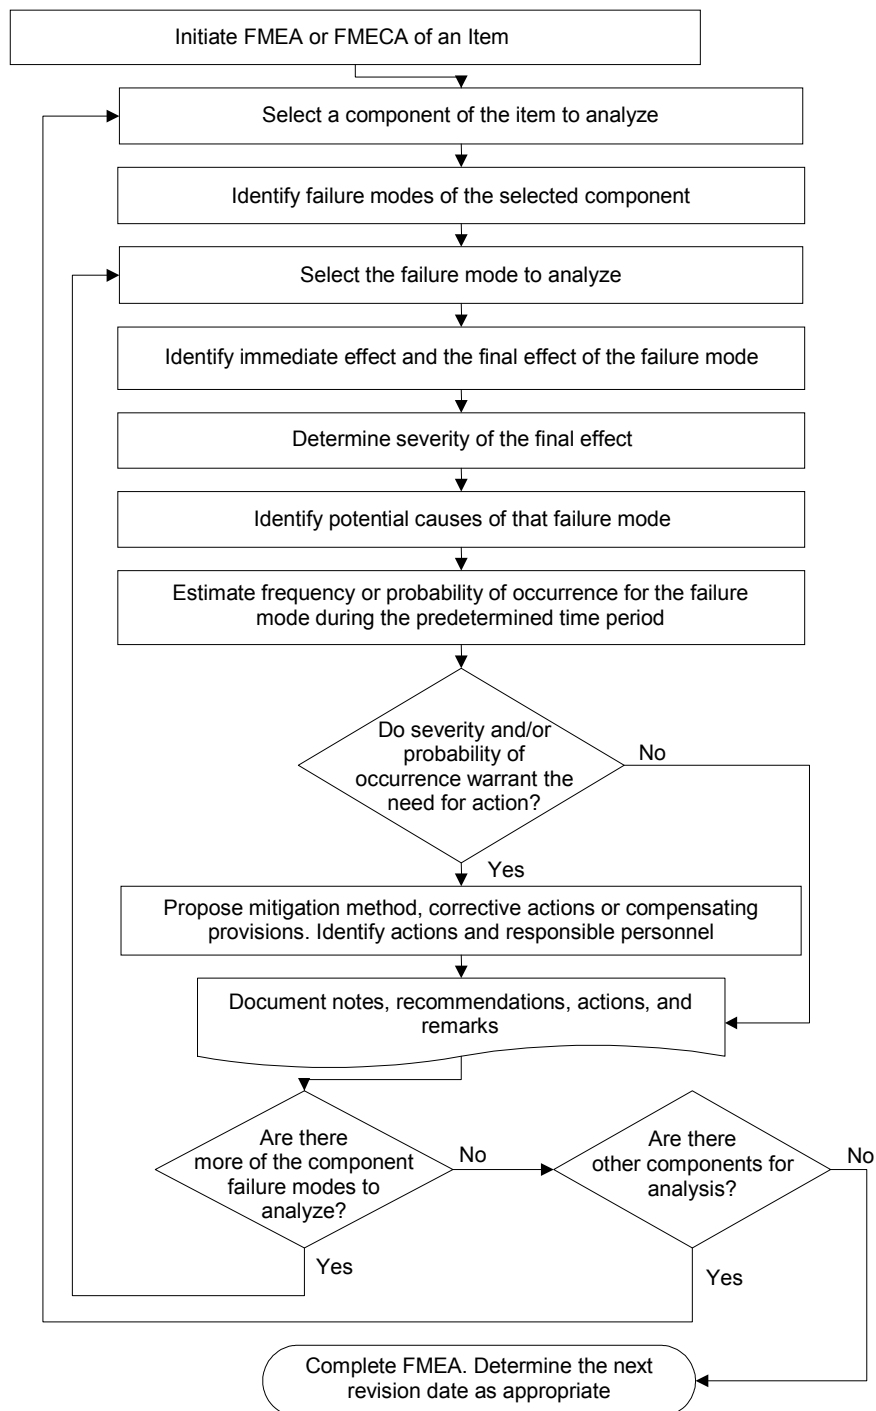 Initiate FMEA or FMECA of an Item
Select a component of the item to analyze
Identify failure modes of the selected component
Select the failure mode to analyze
Identify immediate effect and the final effect of the failure mode
Determine severity of the final effect
Identify potential causes of that failure mode
Estimate frequency or probability of occurrence for the failure
mode during the predetermined time period
Do severity and/or
probability of
occurrence warrant the
need for action?
No
Yes
Propose mitigation method, corrective actions or compensating
provisions. Identify actions and responsible personnel
Document notes, recommendations, actions, and
remarks
Are there
more of the component
failure modes to
analyze?
No
Yes
Are there
other components for
analysis?
No
Yes
Complete FMEA. Determine the next
revision date as appropriate